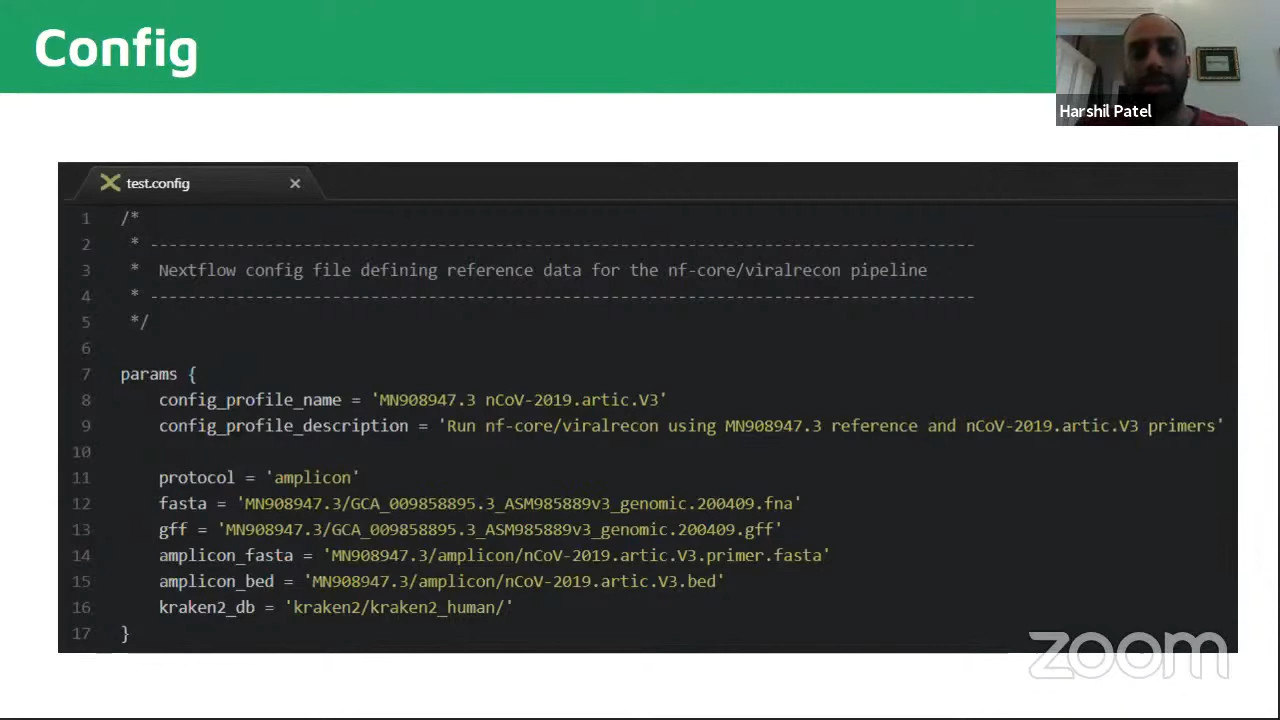 Config
Harshil Patel
test.config ×
1 /*
2 * --------------------------------------------------------------------------------------
3 * Nextflow config file defining reference data for the nf-core/viralrecon pipeline
4 * --------------------------------------------------------------------------------------
5 */
6
7 params {
8 config_profile_name = 'MN908947.3 nCoV-2019.artic.V3'
9 config_profile_description = 'Run nf-core/viralrecon using MN908947.3 reference and nCoV-2019.artic.V3 primers'
10
11 protocol = 'amplicon'
12 fasta = 'MN908947.3/GCA_009858895.3_ASM985889v3_genomic.200409.fna'
13 gff = 'MN908947.3/GCA_009858895.3_ASM985889v3_genomic.200409.gff'
14 amplicon_fasta = 'MN908947.3/amplicon/nCoV-2019.artic.V3.primer.fasta'
15 amplicon_bed = 'MN908947.3/amplicon/nCoV-2019.artic.V3.bed'
16 kraken2_db = 'kraken2/kraken2_human/'
17 }
zoom